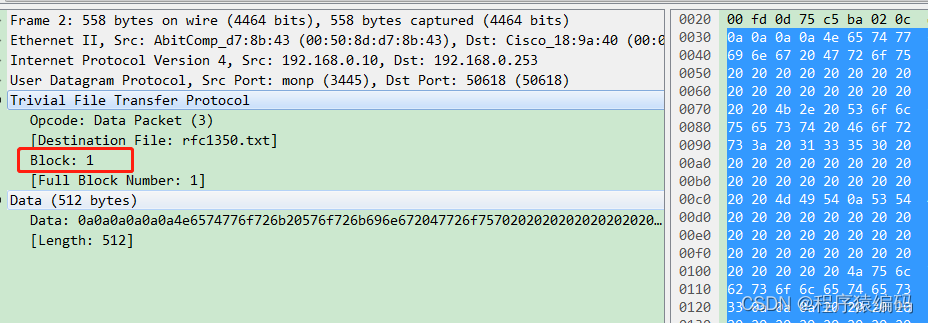 Frame 2: 558 bytes on wire (4464 bits), 558 bytes captured (4464 bits)
Ethernet II, Src: AbitComp_d7:8b:43 (00:50:8d:d7:8b:43), Dst: Cisco_18:9a:40 (00:0
Internet Protocol Version 4, Src: 192.168.0.10, Dst: 192.168.0.253
User Datagram Protocol, Src Port: monp (3445), Dst Port: 50618 (50618)
Trivial File Transfer Protocol
Opcode: Data Packet (3)
[Destination File: rfc1350.txt]
Block: 1
[Full Block Number: 1]
Data (512 bytes)
Data: 0a0a0a0a0a0a4e6574776f726b20576f726b696e672047726f75702020202020202020202020…
[Length: 512]
0020 00 fd 0d 75 c5 ba 02 0c
0030 0a 0a 0a 0a 4e 65 74 77
0040 69 6e 67 20 47 72 6f 75
0050 20 20 20 20 20 20 20 20
0060 20 20 20 20 20 20 20 20
0070 20 20 4b 2e 20 53 6f 6c
0080 75 65 73 74 20 46 6f 72
0090 73 3a 20 31 33 35 30 20
00a0 20 20 20 20 20 20 20 20
00b0 20 20 20 20 20 20 20 20
00c0 20 20 4d 49 54 0a 53 54
00d0 20 20 20 20 20 20 20 20
00e0 20 20 20 20 20 20 20 20
00f0 20 20 20 20 20 20 20 20
0100 20 20 20 20 20 4a 75 6c
0110 62 73 6f 6c 65 74 65 73
0120 33 0a
0130 20 20 20 20 20 20 20 20
CSDN @程序猿编码